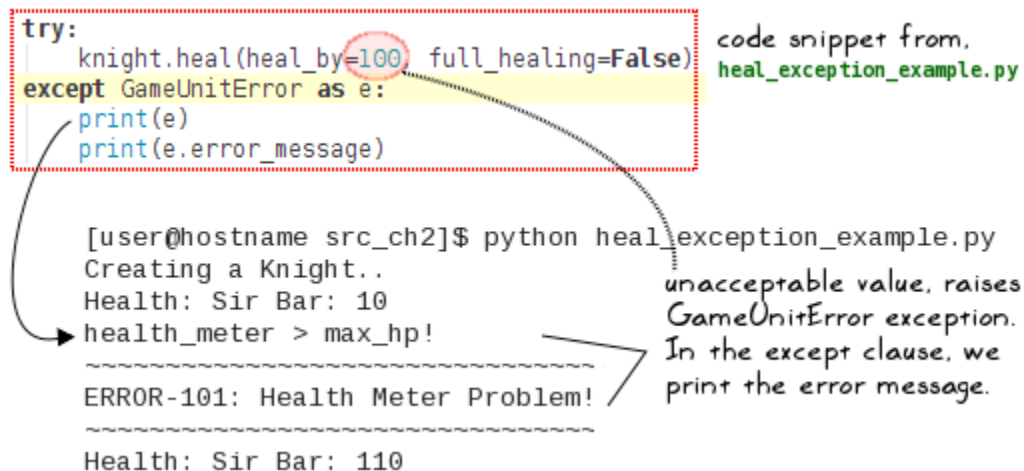 try:
    knight.heal(heal_by=100, full_healing=False)
except GameUnitError as e:
    print(e)
    print(e.error_message)
code snippet from,
heal_exception_example.py
[user@hostname src_ch2]$ python heal_exception_example.py
Creating a Knight..
Health: Sir Bar: 10
health_meter > max_hp!
~~~~~~~~~~~~~~~~~~~~~~~~~~~~~~~~
ERROR-101: Health Meter Problem!
~~~~~~~~~~~~~~~~~~~~~~~~~~~~~~~~
Health: Sir Bar: 110
unacceptable value, raises
GameUnitError exception.
In the except clause, we
print the error message.